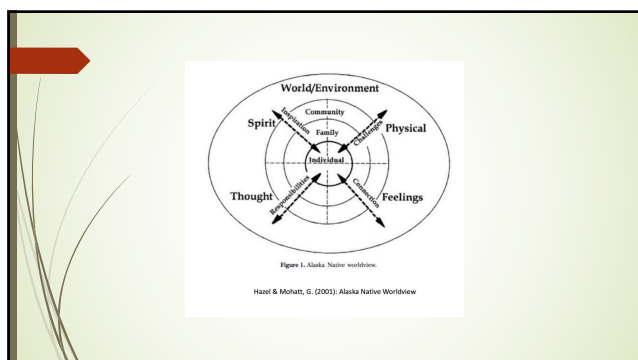 World/Environment
Community
Spirit
Inspiration
Family
Challenges
Physical
Individual
Thought
Responsibilities
Connection
Feelings
Figure 1. Alaska Native worldview.
Hazel & Mohatt, G. (2001): Alaska Native Worldview